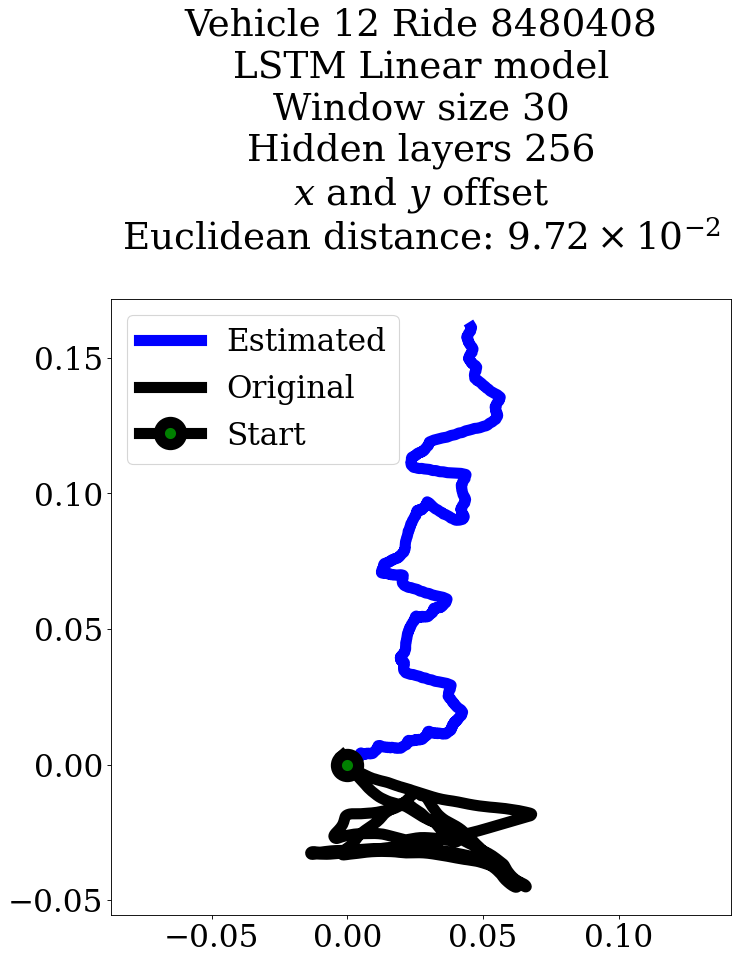 Vehicle 12 Ride 8480408
LSTM Linear model
Window size 30
Hidden layers 256
x and y offset
Euclidean distance: 9.72 × 10⁻²
Estimated
Original
Start
0.15
0.10
0.05
0.00
−0.05
−0.05 0.00 0.05 0.10